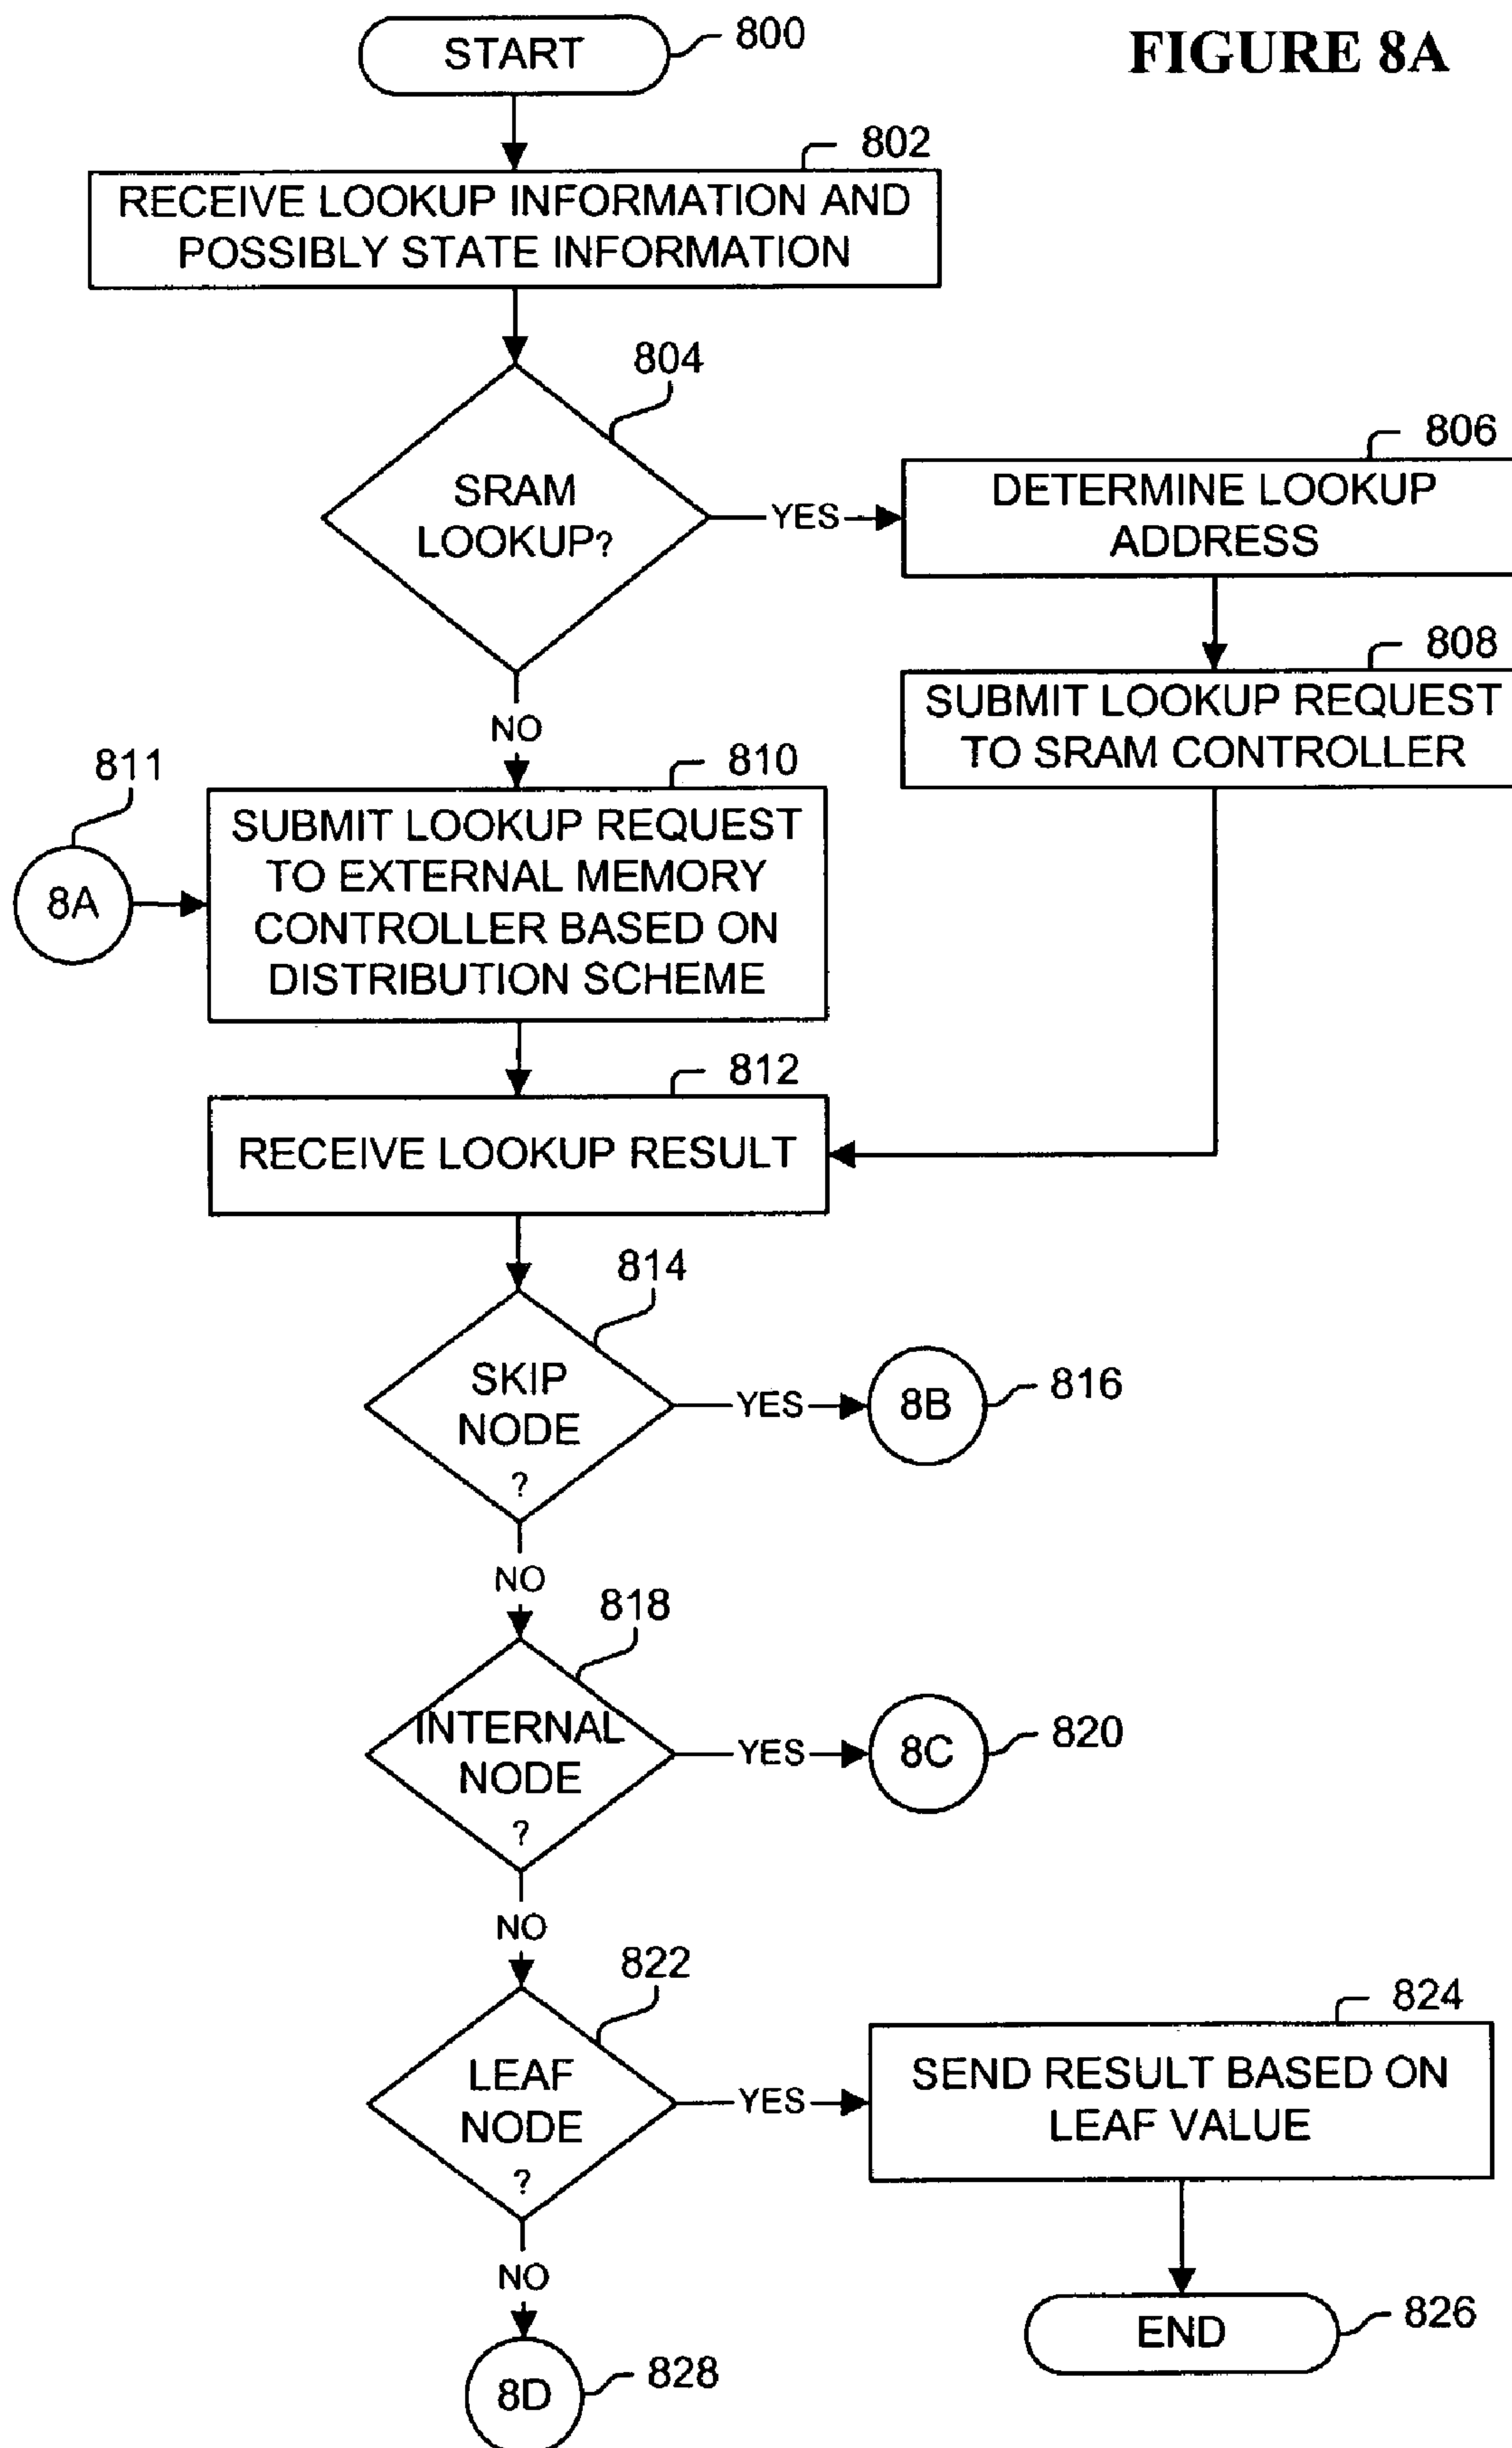 START
800
FIGURE 8A
802
RECEIVE LOOKUP INFORMATION AND
POSSIBLY STATE INFORMATION
804
SRAM
LOOKUP?
YES
806
DETERMINE LOOKUP
ADDRESS
808
SUBMIT LOOKUP REQUEST
TO SRAM CONTROLLER
NO
811
8A
810
SUBMIT LOOKUP REQUEST
TO EXTERNAL MEMORY
CONTROLLER BASED ON
DISTRIBUTION SCHEME
812
RECEIVE LOOKUP RESULT
814
SKIP
NODE
?
YES
8B
816
NO
818
INTERNAL
NODE
?
YES
8C
820
NO
822
LEAF
NODE
?
YES
824
SEND RESULT BASED ON
LEAF VALUE
NO
END
826
8D
828